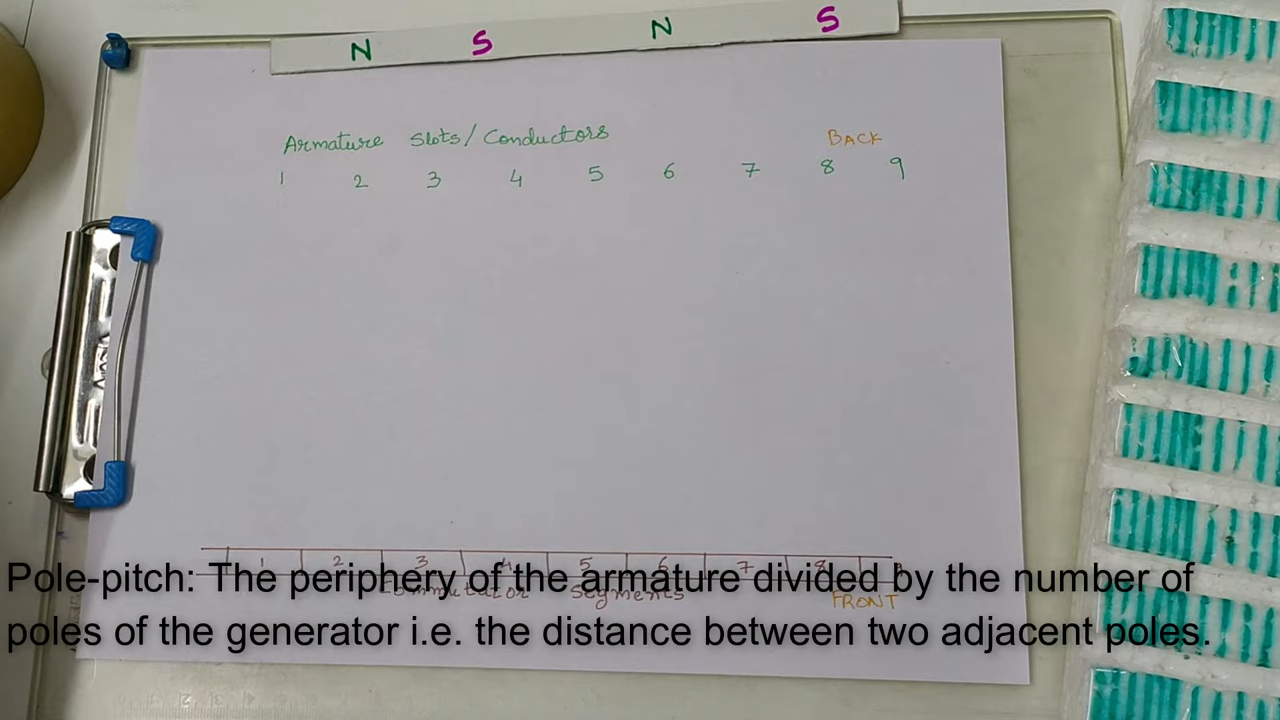 N S N S
Armature Slots/Conductors BACK
1 2 3 4 5 6 7 8 9
1 2 3 4 5 6 7 8
Commutator Segments FRONT
Pole-pitch: The periphery of the armature divided by the number of
poles of the generator i.e. the distance between two adjacent poles.